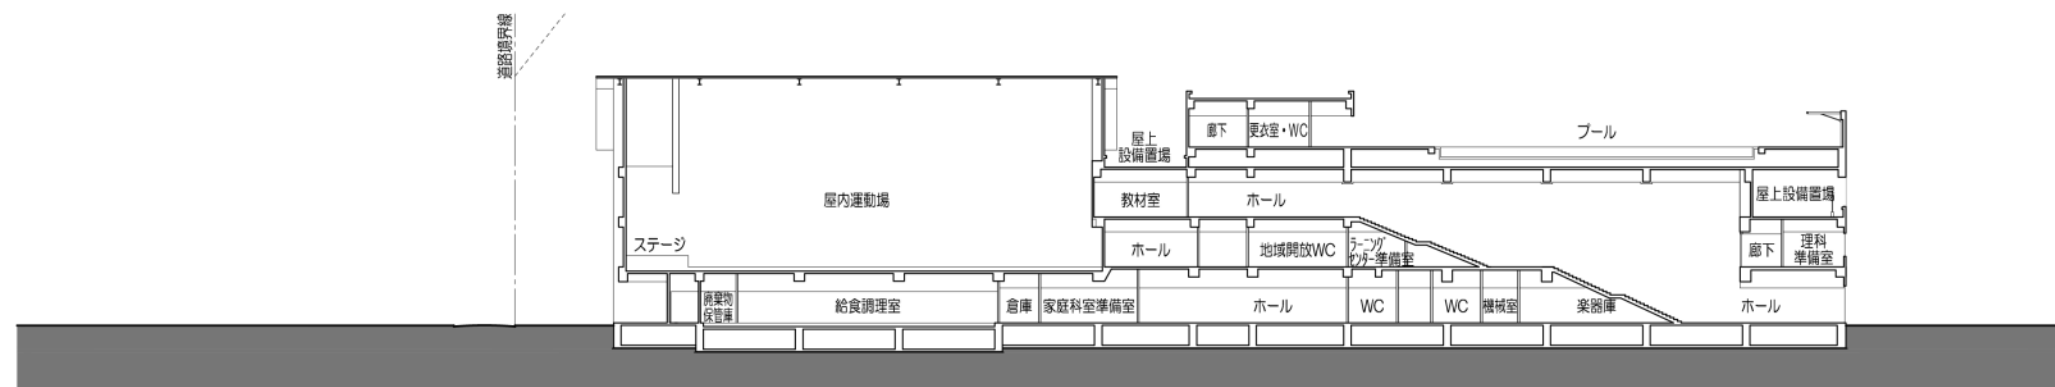 道路境界線
廊下
更衣室・WC
プール
屋上
設備置場
屋内運動場
教材室
ホール
屋上設備置場
ステージ
ホール
地域開放WC
ラーニング
センター準備室
廊下
理科
準備室
廃棄物
保管庫
給食調理室
倉庫
家庭科室準備室
ホール
WC
WC
機械室
楽器庫
ホール